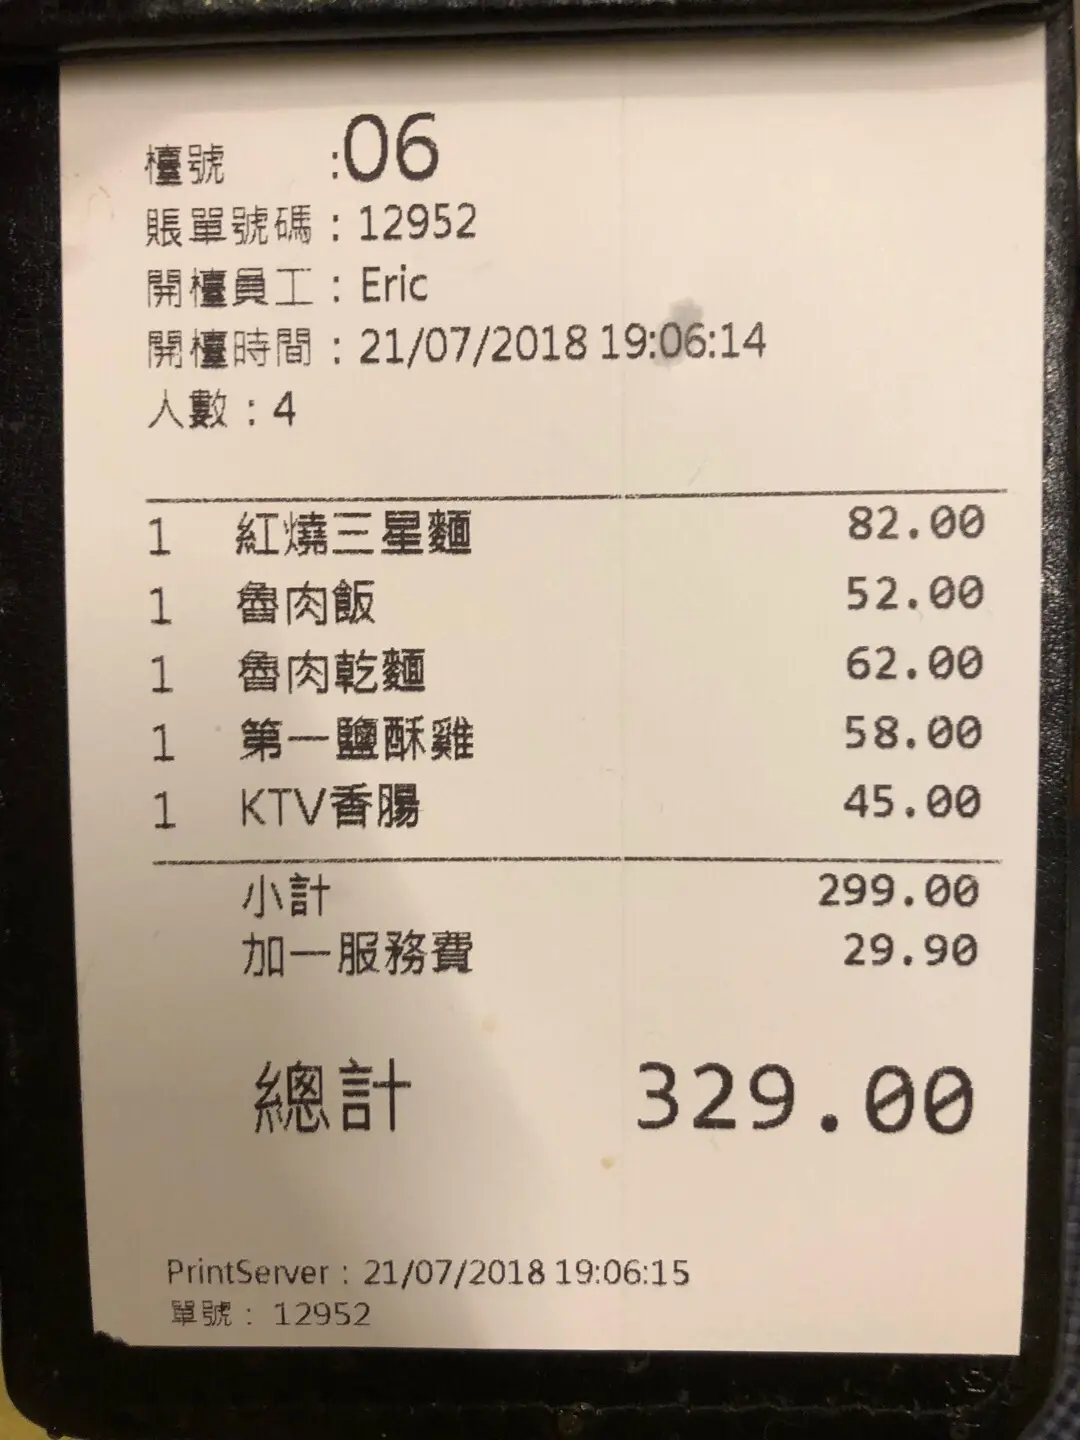 檯號 :06
賬單號碼 : 12952
開檯員工 : Eric
開檯時間 : 21/07/2018 19:06:14
人數 : 4
1 紅燒三星麵 82.00
1 魯肉飯 52.00
1 魯肉乾麵 62.00
1 第一鹽酥雞 58.00
1 KTV香腸 45.00
小計 299.00
加一服務費 29.90
總計 329.00
PrintServer : 21/07/2018 19:06:15
單號 : 12952